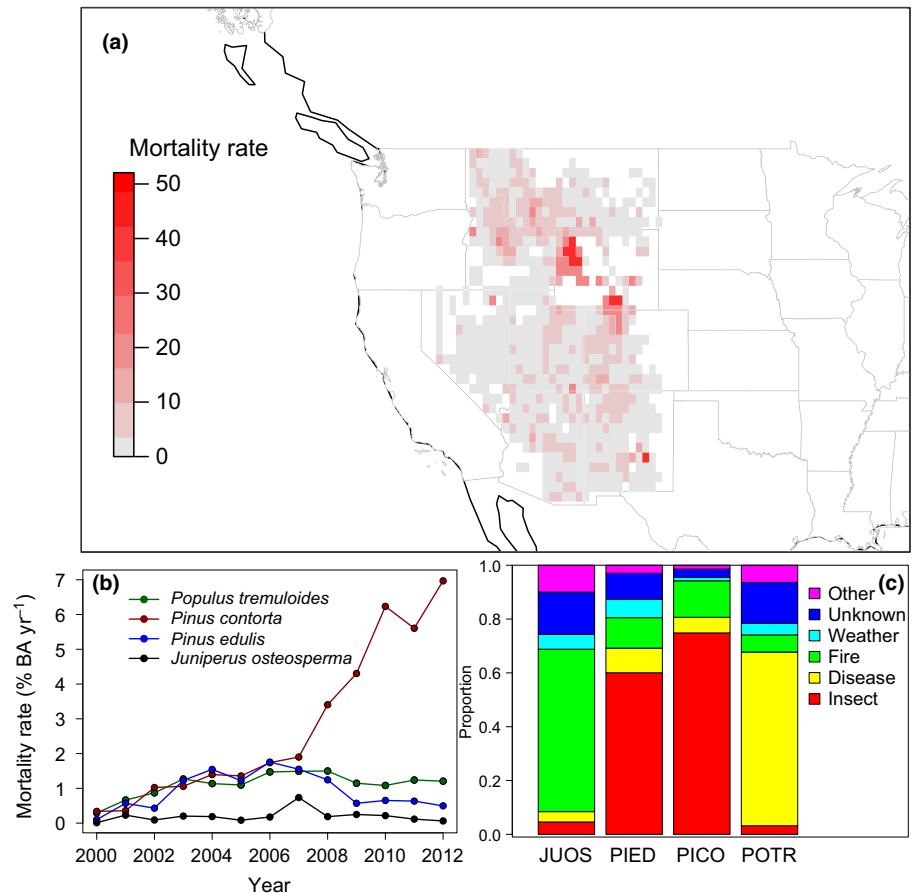 (a)
Mortality rate
50
40
30
20
10
0
(b)
Mortality rate (% BA yr⁻¹)
7
6
5
4
3
2
1
0
Populus tremuloides
Pinus contorta
Pinus edulis
Juniperus osteosperma
2000 2002 2004 2006 2008 2010 2012
Year
(c)
Proportion
1.0
0.8
0.6
0.4
0.2
0.0
Other
Unknown
Weather
Fire
Disease
Insect
JUOS PIED PICO POTR